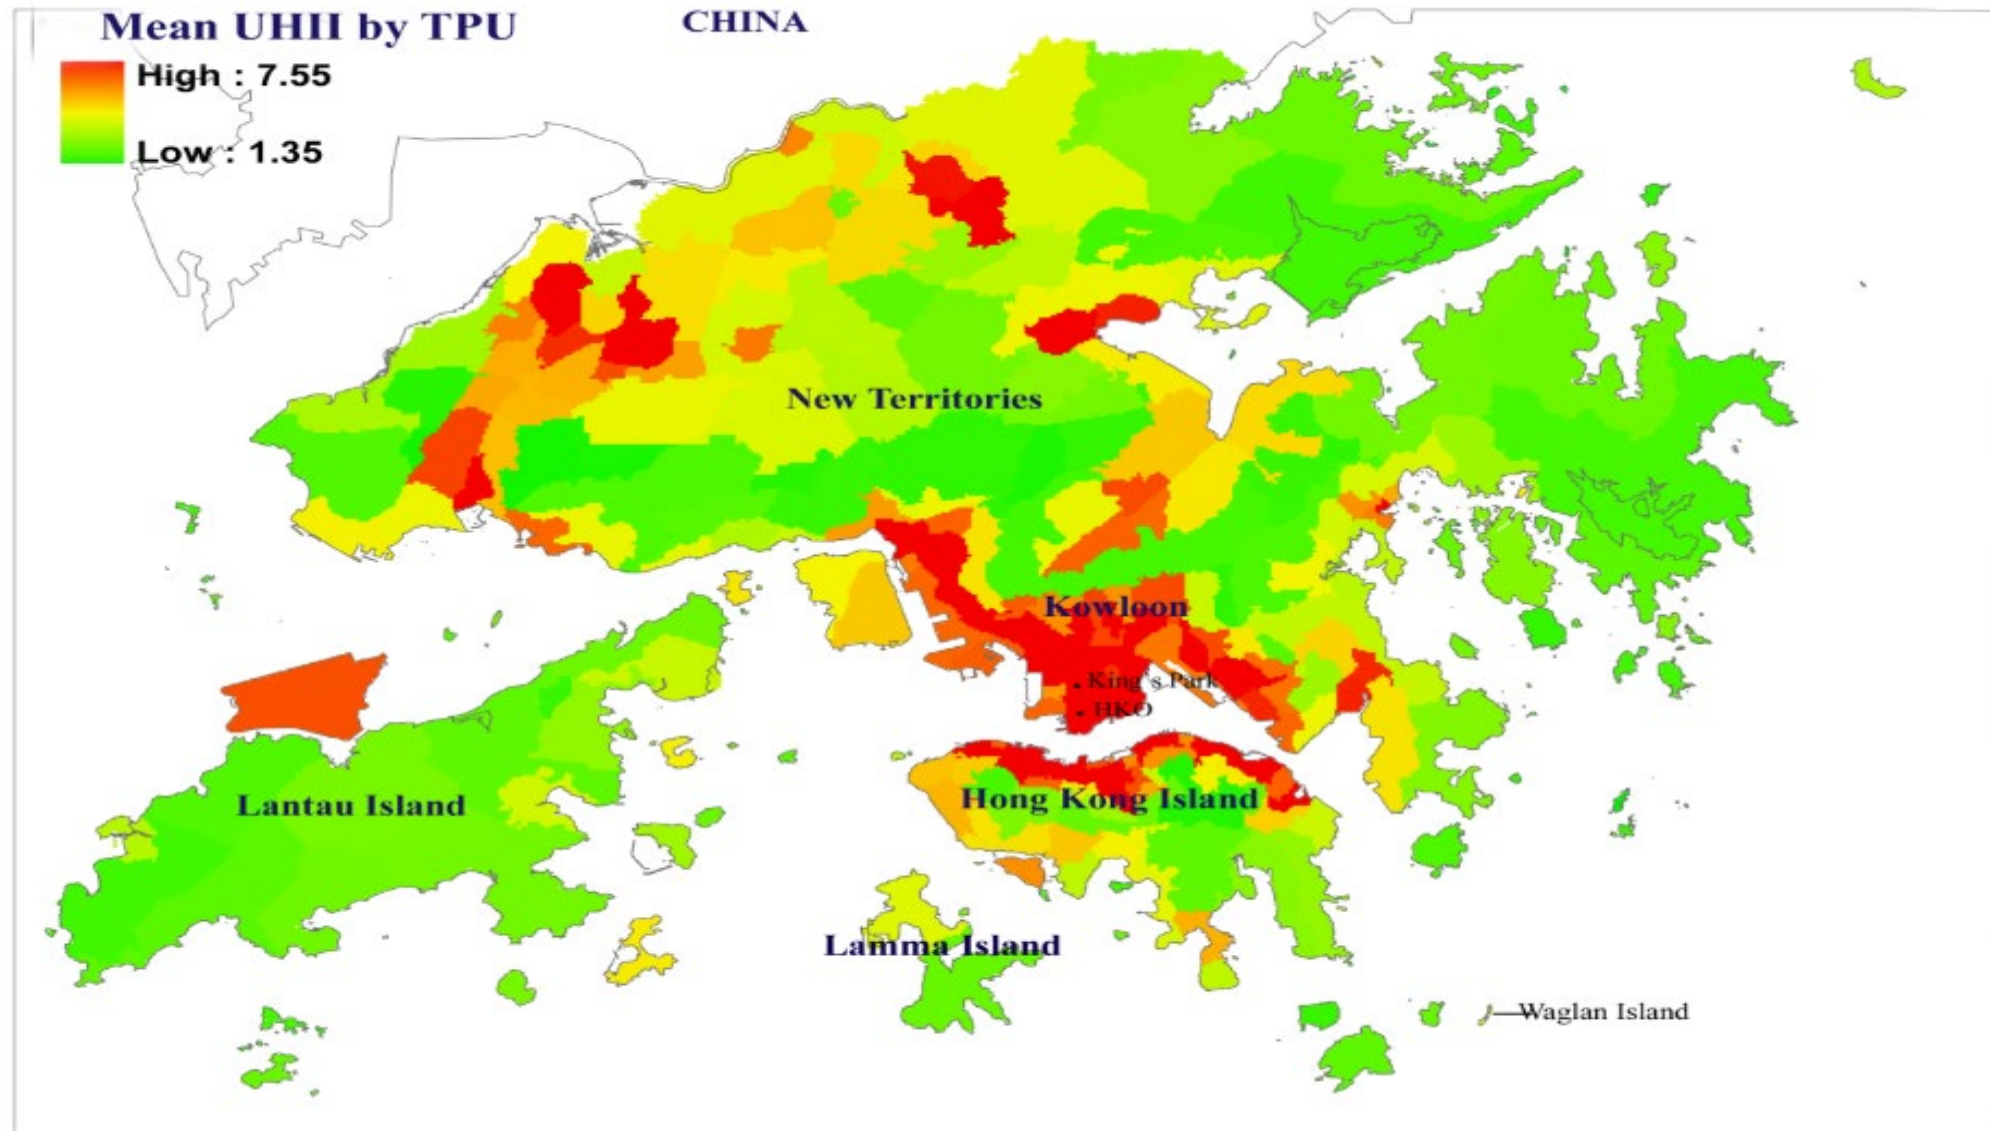 Mean UHII by TPU
CHINA
High : 7.55
Low : 1.35
New Territories
Kowloon
King's Park
HKO
Lantau Island
Hong Kong Island
Lamma Island
Waglan Island